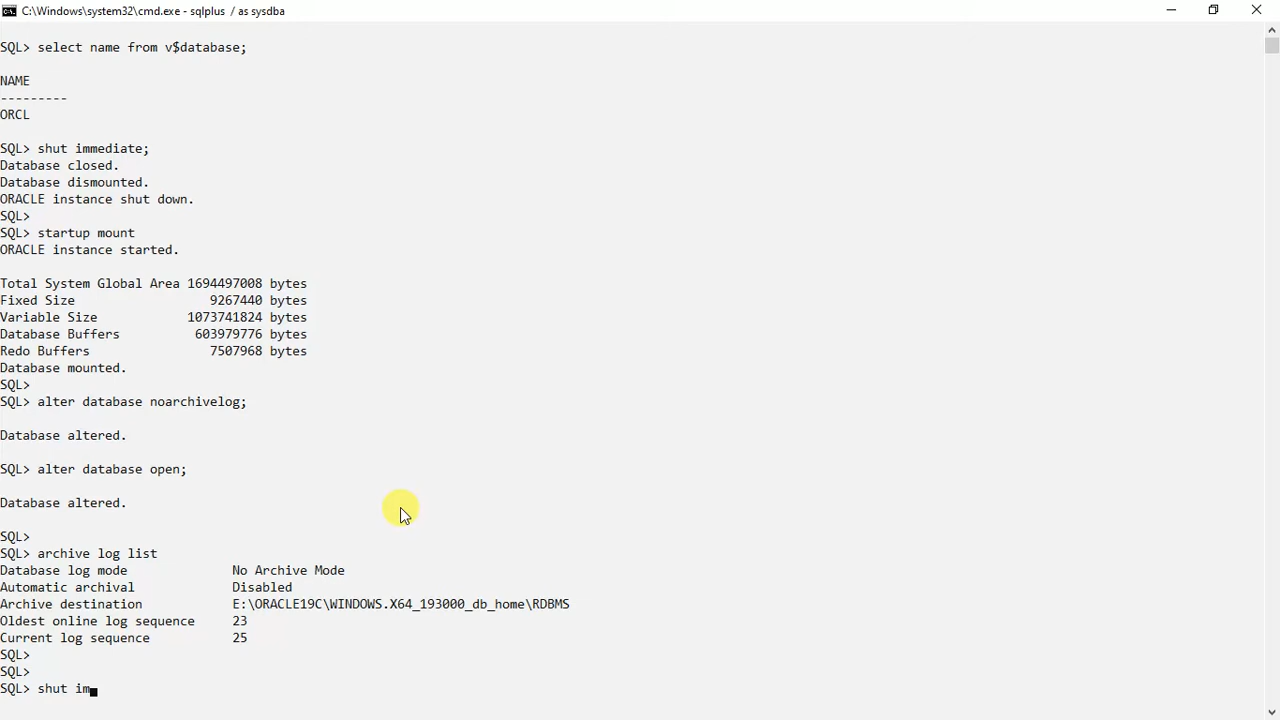 C:\Windows\system32\cmd.exe - sqlplus  / as sysdba
SQL> select name from v$database;
NAME
---------
ORCL
SQL> shut immediate;
Database closed.
Database dismounted.
ORACLE instance shut down.
SQL>
SQL> startup mount
ORACLE instance started.
Total System Global Area 1694497008 bytes
Fixed Size                  9267440 bytes
Variable Size            1073741824 bytes
Database Buffers          603979776 bytes
Redo Buffers                7507968 bytes
Database mounted.
SQL>
SQL> alter database noarchivelog;
Database altered.
SQL> alter database open;
Database altered.
SQL>
SQL> archive log list
Database log mode              No Archive Mode
Automatic archival             Disabled
Archive destination            E:\ORACLE19C\WINDOWS.X64_193000_db_home\RDBMS
Oldest online log sequence     23
Current log sequence           25
SQL>
SQL>
SQL> shut im